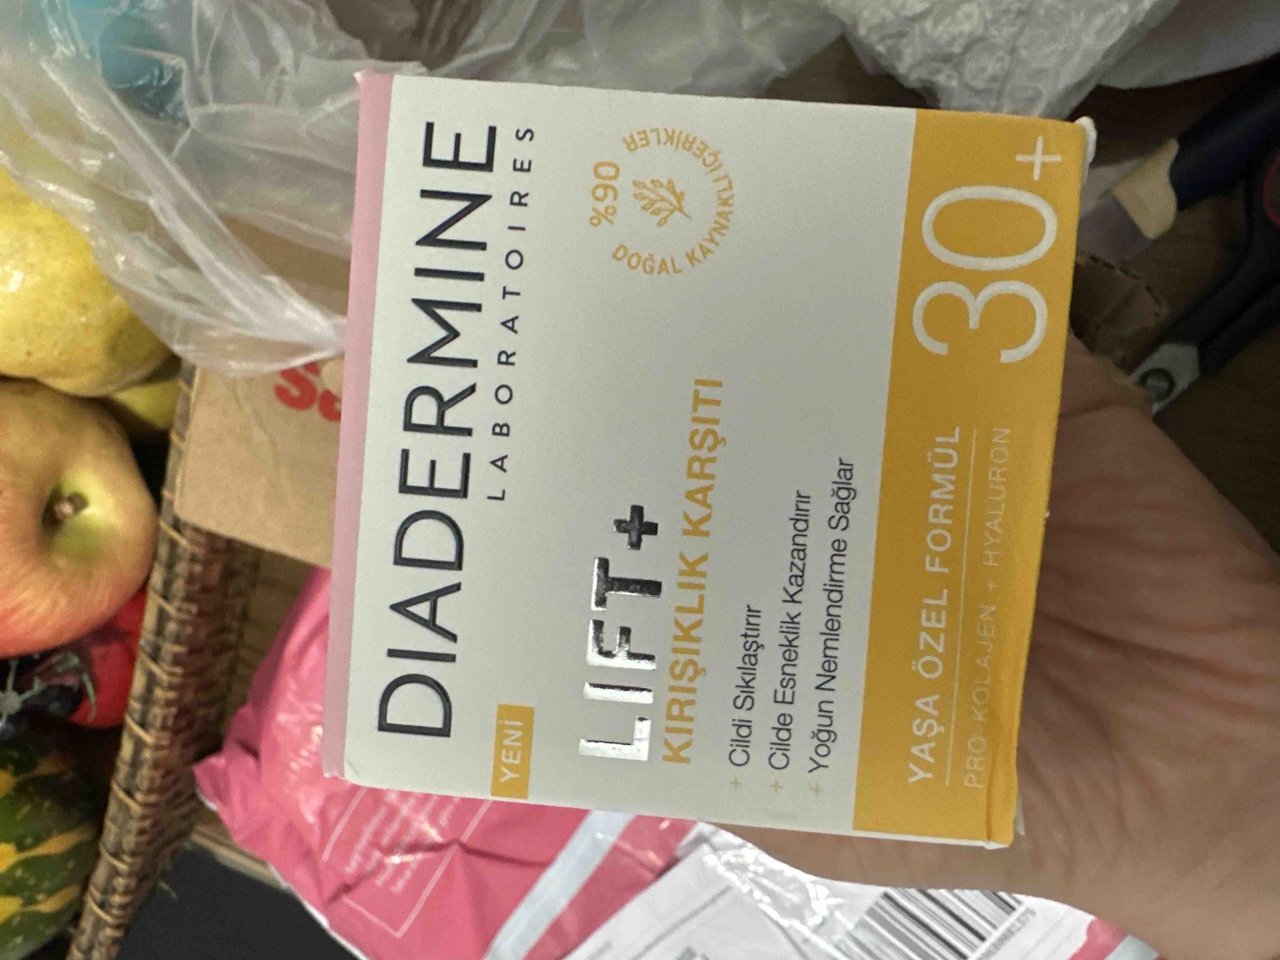 DIADERMINE
LABORATOIRES
%90
DOĞAL KAYNAKLI İÇERİKLER
YENİ
LIFT+
KIRIŞIKLIK KARŞITI
+ Cildi Sıkılaştırır
+ Cilde Esneklik Kazandırır
+ Yoğun Nemlendirme Sağlar
YAŞA ÖZEL FORMÜL
PRO-KOLAJEN + HYALURON
30+